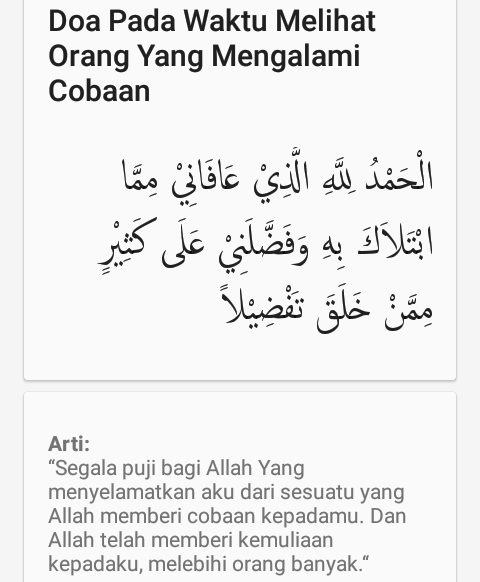 Doa Pada Waktu Melihat
Orang Yang Mengalami
Cobaan
الْحَمْدُ لِلَّهِ الَّذِيْ عَافَانِيْ مِمَّا
ابْتَلاَكَ بِهِ وَفَضَّلَنِيْ عَلَى كَثِيْرٍ
مِمَّنْ خَلَقَ تَفْضِيْلاً
Arti:
“Segala puji bagi Allah Yang
menyelamatkan aku dari sesuatu yang
Allah memberi cobaan kepadamu. Dan
Allah telah memberi kemuliaan
kepadaku, melebihi orang banyak.“